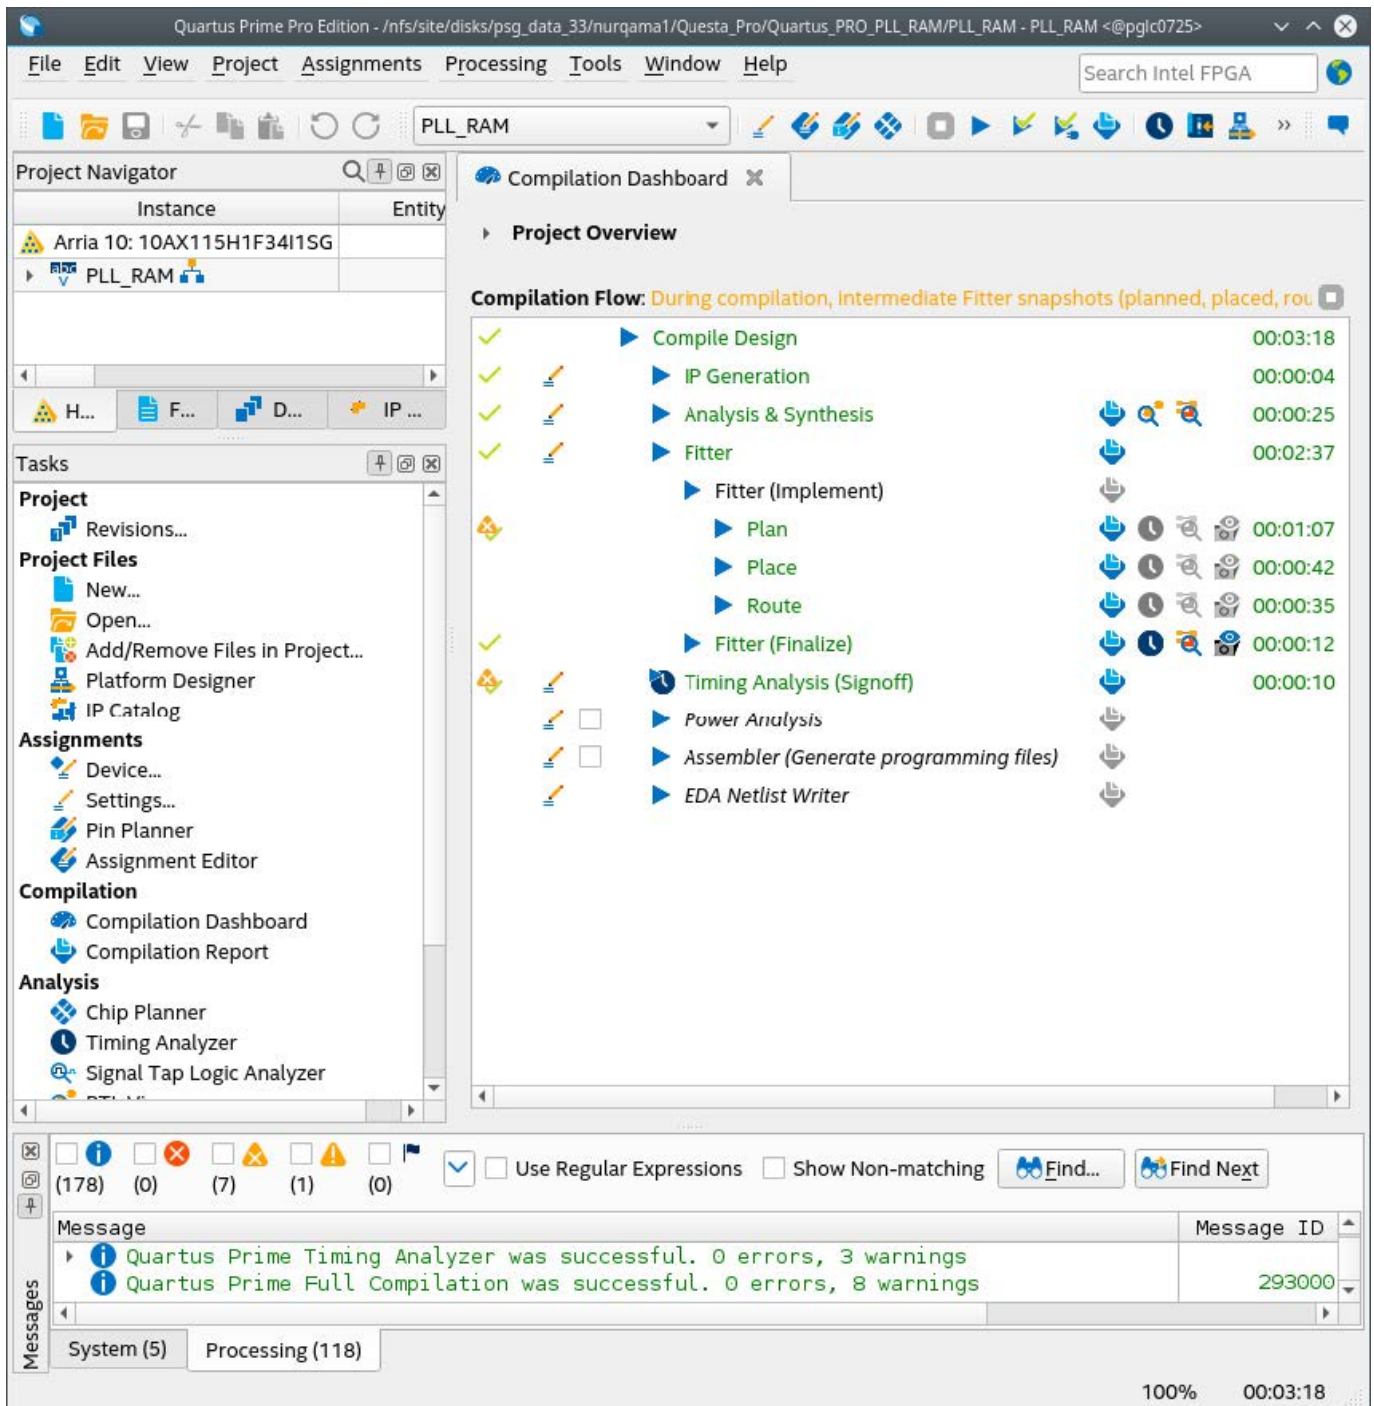 Quartus Prime Pro Edition - /nfs/site/disks/psg_data_33/nurqama1/Questa_Pro/Quartus_PRO_PLL_RAM/PLL_RAM - PLL_RAM <@pglc0725>
File Edit View Project Assignments Processing Tools Window Help
Search Intel FPGA
PLL_RAM
Project Navigator
Instance Entity
Arria 10: 10AX115H1F34I1SG
PLL_RAM
H... F... D... IP ...
Tasks
Project
Revisions...
Project Files
New...
Open...
Add/Remove Files in Project...
Platform Designer
IP Catalog
Assignments
Device...
Settings...
Pin Planner
Assignment Editor
Compilation
Compilation Dashboard
Compilation Report
Analysis
Chip Planner
Timing Analyzer
Signal Tap Logic Analyzer
Compilation Dashboard
Project Overview
Compilation Flow: During compilation, intermediate Fitter snapshots (planned, placed, rou
Compile Design 00:03:18
IP Generation 00:00:04
Analysis & Synthesis 00:00:25
Fitter 00:02:37
Fitter (Implement)
Plan 00:01:07
Place 00:00:42
Route 00:00:35
Fitter (Finalize) 00:00:12
Timing Analysis (Signoff) 00:00:10
Power Analysis
Assembler (Generate programming files)
EDA Netlist Writer
(178) (0) (7) (1) (0) Use Regular Expressions Show Non-matching Find... Find Next
Message Message ID
Quartus Prime Timing Analyzer was successful. 0 errors, 3 warnings
Quartus Prime Full Compilation was successful. 0 errors, 8 warnings 293000
Messages
System (5) Processing (118)
100% 00:03:18